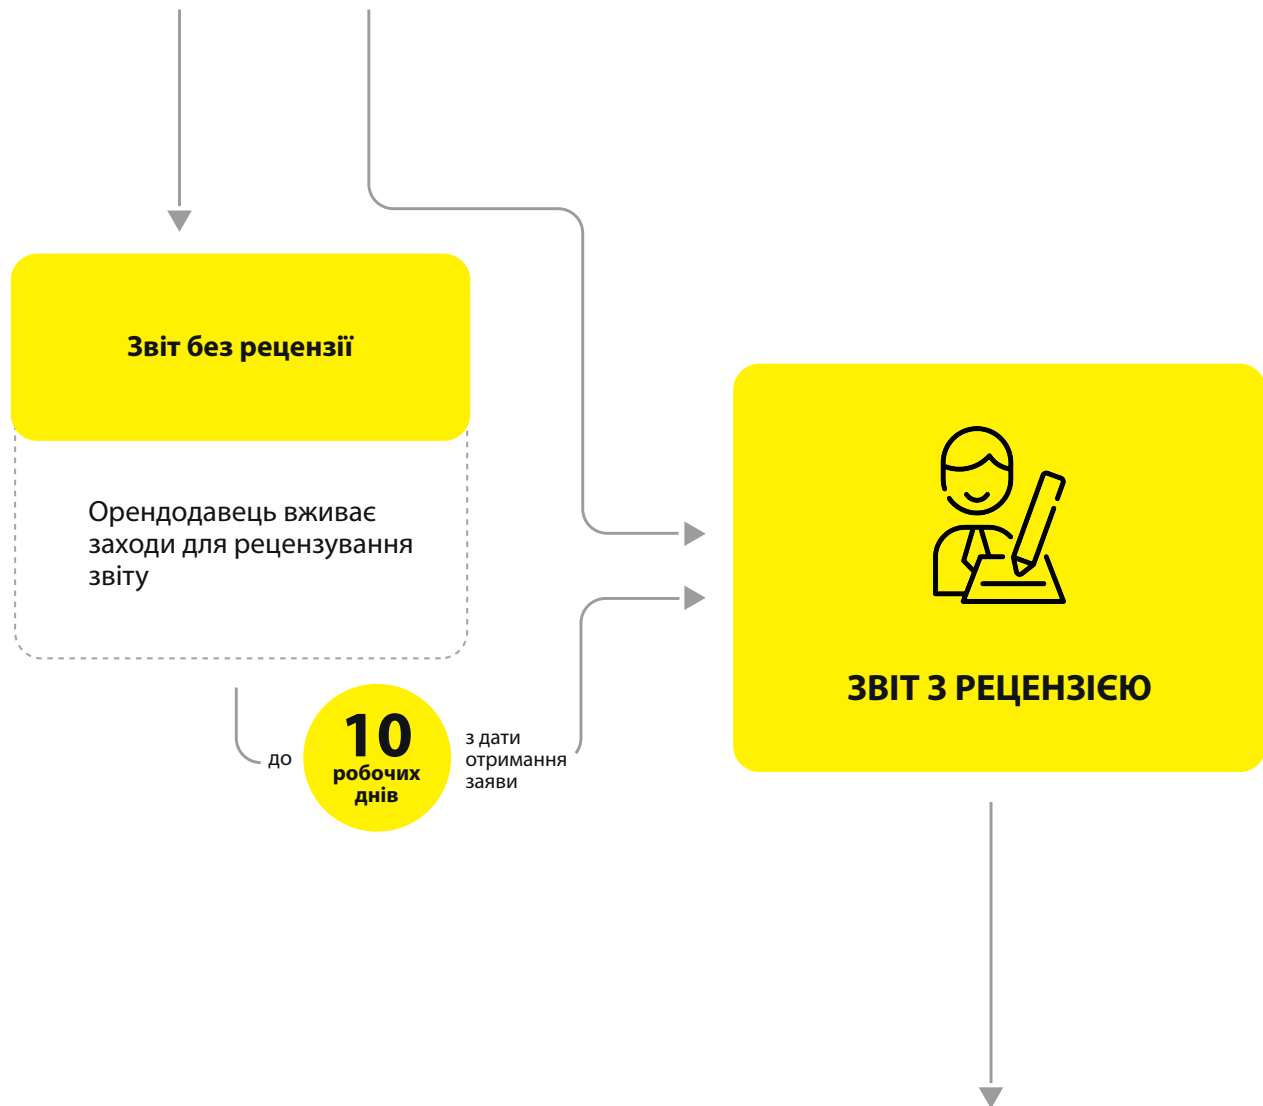 Звіт без рецензії
Орендодавець вживає
заходи для рецензування
звіту
до
10
робочих
днів
з дати
отримання
заяви
ЗВІТ З РЕЦЕНЗІЄЮ